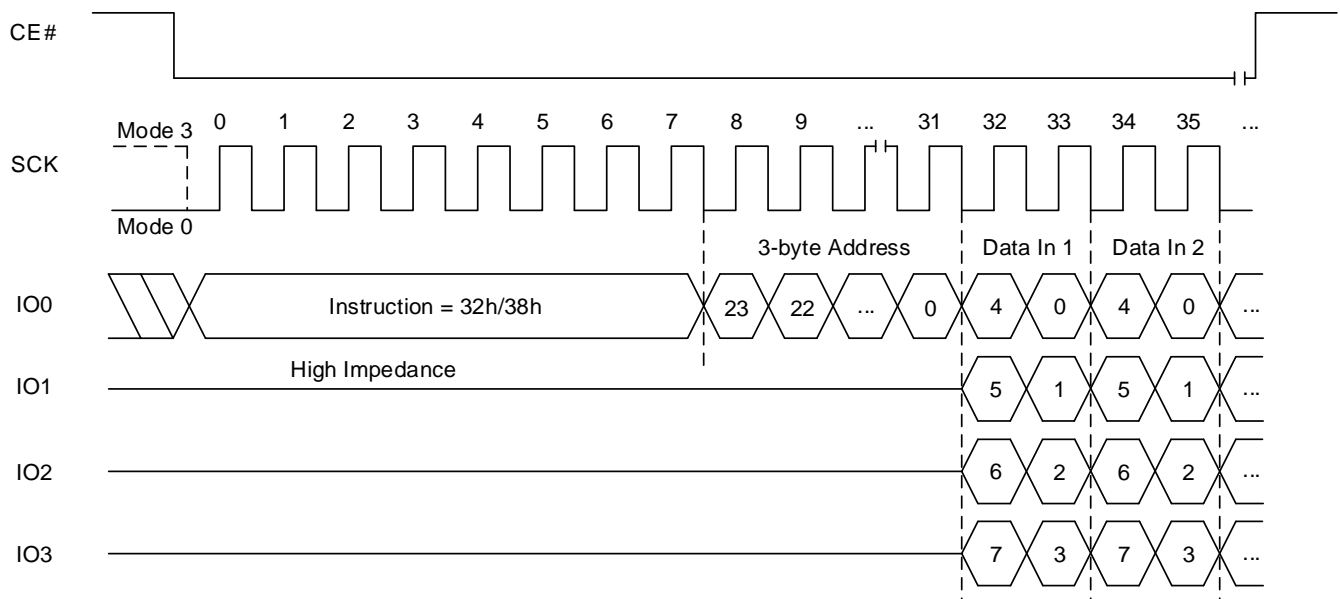 CE#
Mode 3 0 1 2 3 4 5 6 7 8 9 ... 31 32 33 34 35 ...
SCK
Mode 0
3-byte Address Data In 1 Data In 2
IO0 Instruction = 32h/38h 23 22 ... 0 4 0 4 0 ...
High Impedance
IO1 5 1 5 1 ...
IO2 6 2 6 2 ...
IO3 7 3 7 3 ...